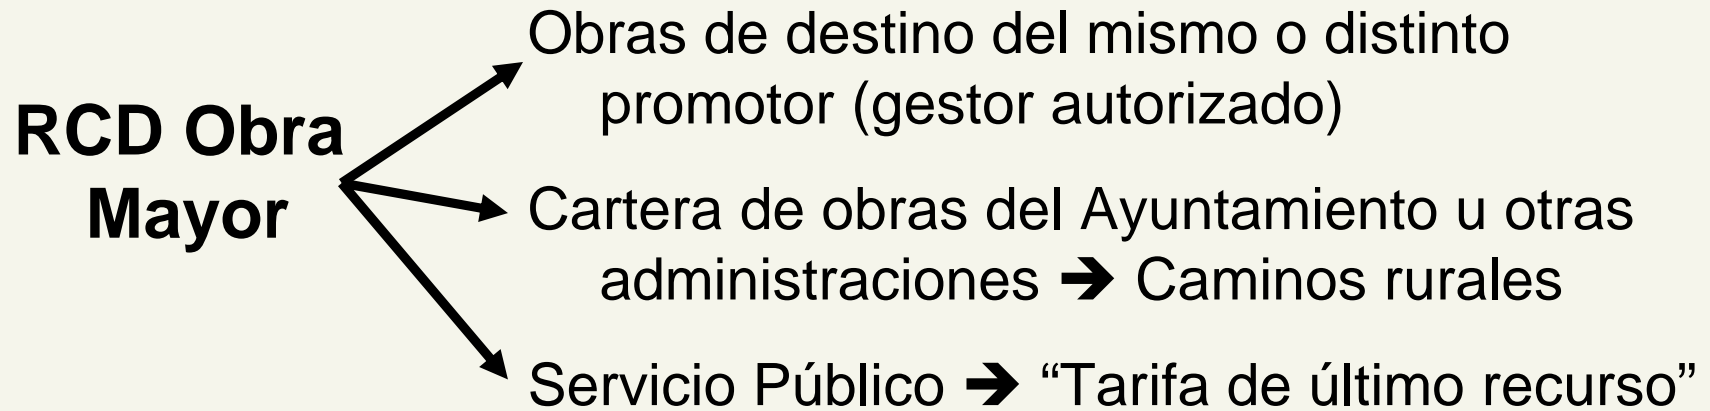 RCD Obra
Mayor
Obras de destino del mismo o distinto
promotor (gestor autorizado)
Cartera de obras del Ayuntamiento u otras
administraciones ➔ Caminos rurales
Servicio Público ➔ “Tarifa de último recurso”